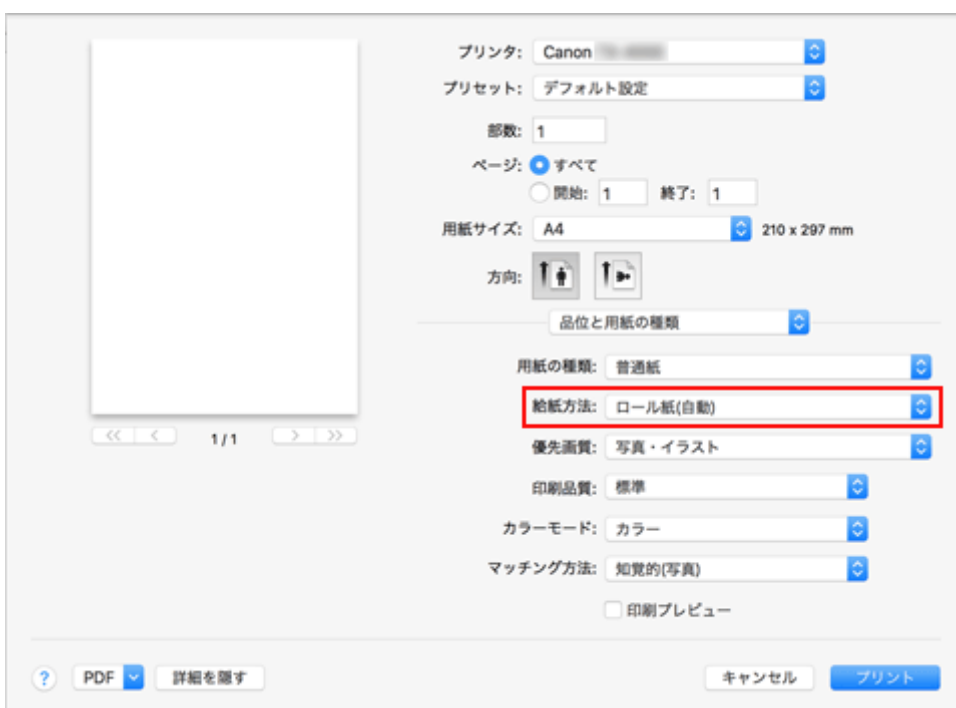 プリンタ: Canon
プリセット: デフォルト設定
部数: 1
ページ: すべて
開始: 1 終了: 1
用紙サイズ: A4 210 x 297 mm
方向:
品位と用紙の種類
用紙の種類: 普通紙
給紙方法: ロール紙(自動)
<< < 1 / 1 > >>
優先画質: 写真・イラスト
印刷品質: 標準
カラーモード: カラー
マッチング方法: 知覚的(写真)
印刷プレビュー
? PDF 詳細を隠す キャンセル プリント